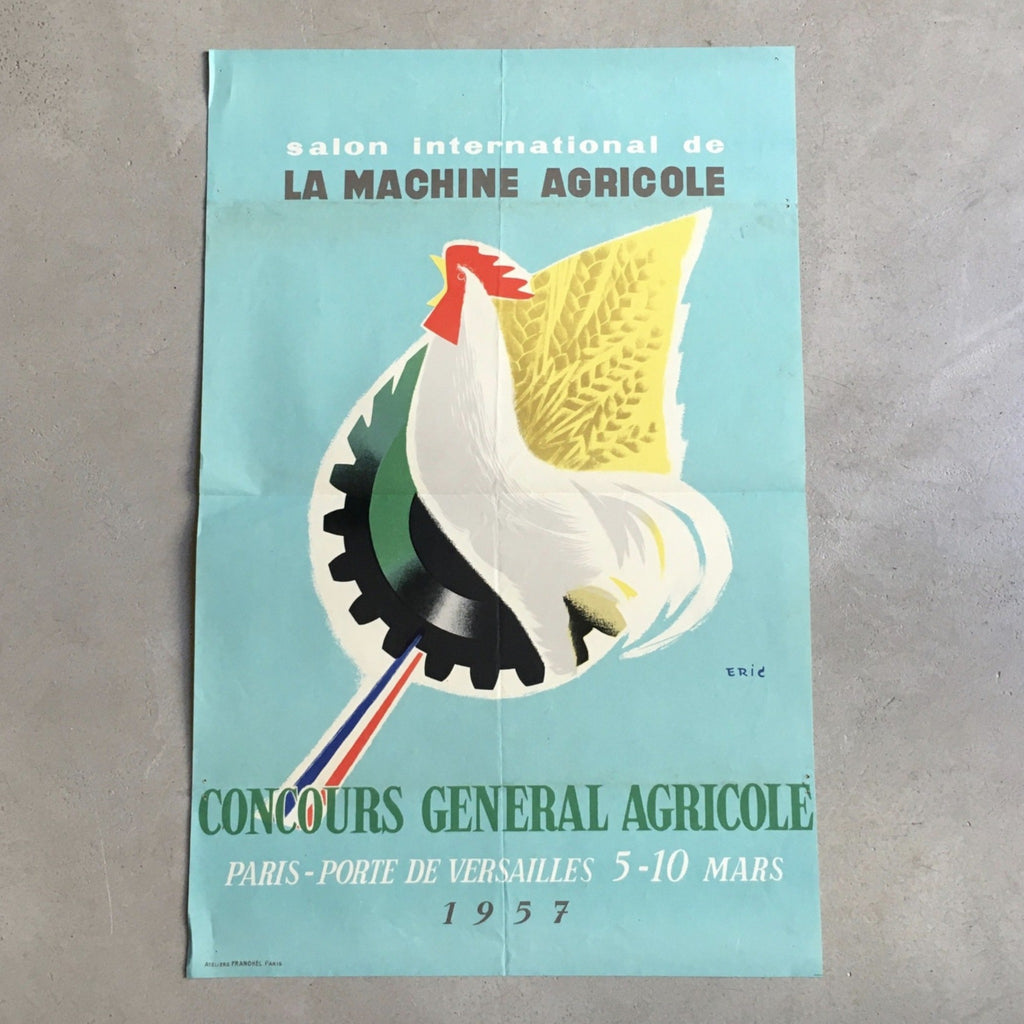 salon international de
LA MACHINE AGRICOLE
ERIC
CONCOURS GENERAL AGRICOLE
PARIS - PORTE DE VERSAILLES 5-10 MARS
1957
ATELIERS FRANCHEL PARIS